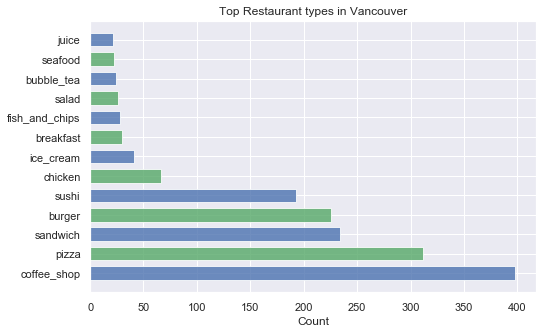 Top Restaurant types in Vancouver
juice
seafood
bubble_tea
salad
fish_and_chips
breakfast
ice_cream
chicken
sushi
burger
sandwich
pizza
coffee_shop
0 50 100 150 200 250 300 350 400
Count